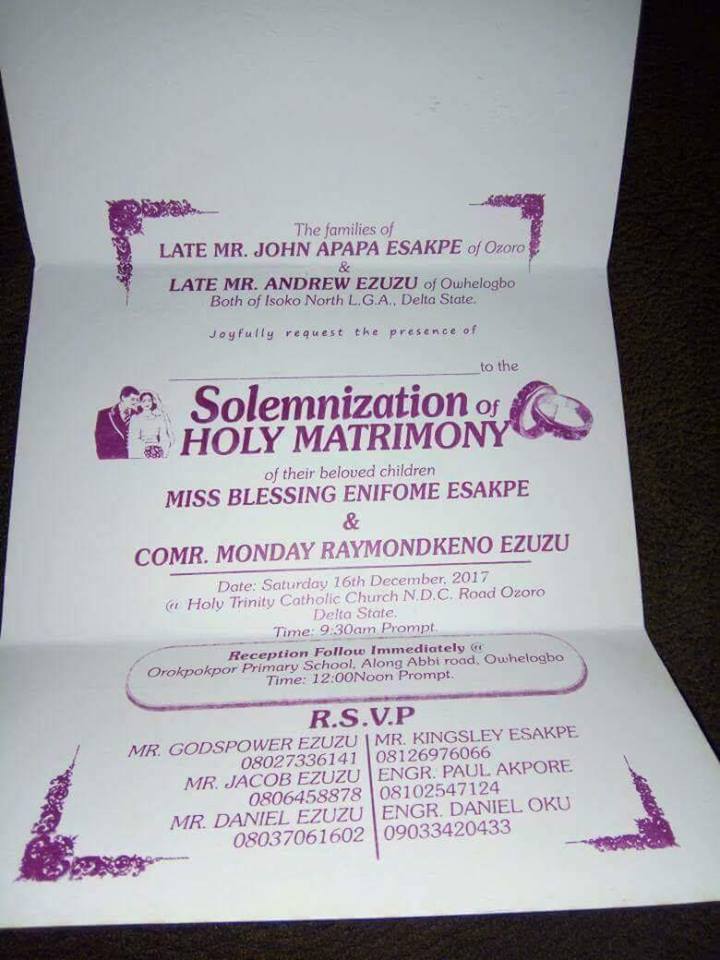 The families of
LATE MR. JOHN APAPA ESAKPE of Ozoro
&
LATE MR. ANDREW EZUZU of Owhelogbo
Both of Isoko North L.G.A., Delta State.
Joyfully request the presence of
to the
Solemnization OF
HOLY MATRIMONY
of their beloved children
MISS BLESSING ENIFOME ESAKPE
&
COMR. MONDAY RAYMONDKENO EZUZU
Date: Saturday 16th December, 2017
@ Holy Trinity Catholic Church N.D.C. Road Ozoro
Delta State.
Time: 9:30am Prompt.
Reception Follow Immediately @
Orokpokpor Primary School, Along Abbi road, Owhelogbo
Time: 12:00Noon Prompt.
R.S.V.P
MR. GODSPOWER EZUZU
08027336141
MR. JACOB EZUZU
0806458878
MR. DANIEL EZUZU
08037061602
MR. KINGSLEY ESAKPE
08126976066
ENGR. PAUL AKPORE
08102547124
ENGR. DANIEL OKU
09033420433